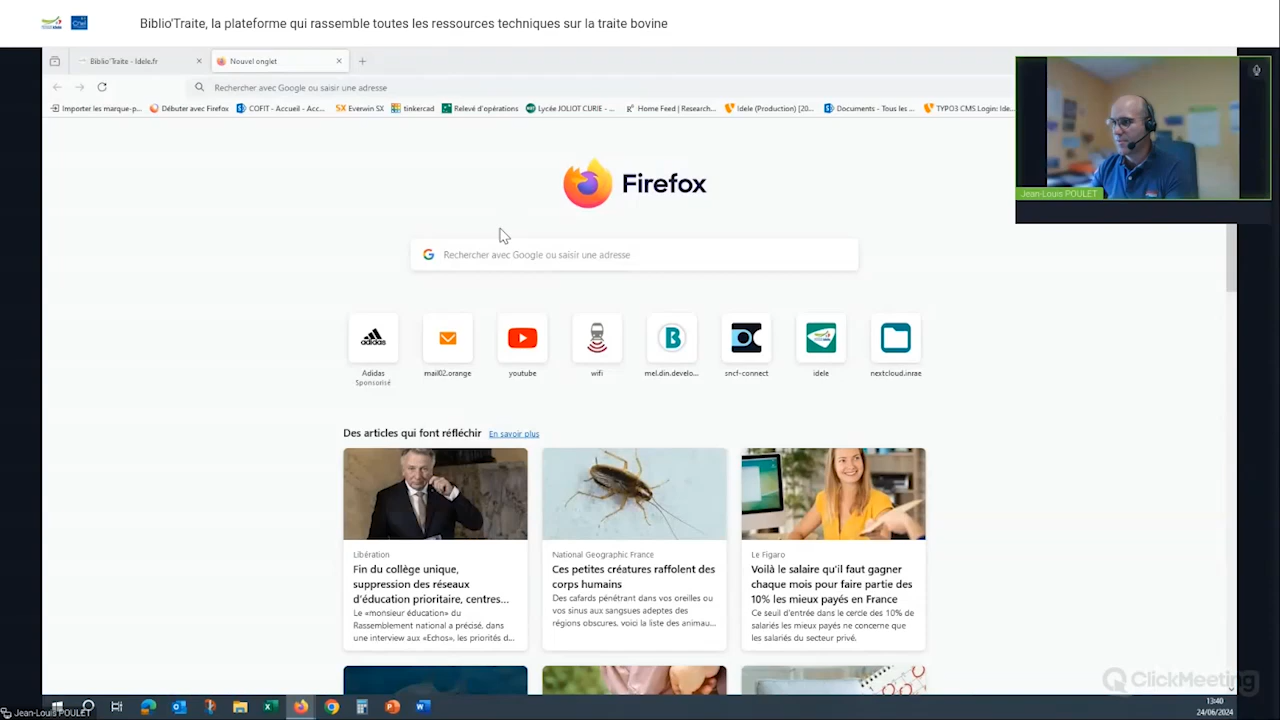 Biblio'Traite, la plateforme qui rassemble toutes les ressources techniques sur la traite bovine
Biblio'Traite - Idele.fr
Nouvel onglet
Rechercher avec Google ou saisir une adresse
Importer les marque-p...
Débuter avec Firefox
COFIT - Accueil - Acc...
SX Everwin SX
tinkercad
Relevé d'opérations
Lycée JOLIOT CURIE - ...
Home Feed | Research...
Idele (Production) [20...
Documents - Tous les ...
TYPO3 CMS Login: Ide...
Jean-Louis POULET
Firefox
Rechercher avec Google ou saisir une adresse
adidas
Adidas
Sponsorisé
mail02.orange
youtube
wifi
B
mel.din.develo...
sncf-connect
idele
nextcloud.inrae
Des articles qui font réfléchir
En savoir plus
Libération
Fin du collège unique,
suppression des réseaux
d'éducation prioritaire, centres...
Le «monsieur éducation» du
Rassemblement national a précisé, dans
une interview aux «Echos», les priorités d...
National Geographic France
Ces petites créatures raffolent des
corps humains
Des cafards pénétrant dans vos oreilles ou
vos sinus aux sangsues adeptes des
régions obscures, voici la liste des animau...
Le Figaro
Voilà le salaire qu'il faut gagner
chaque mois pour faire partie des
10% les mieux payés en France
Ce seuil d'entrée dans le cercle des 10% de
salariés les mieux payés ne concerne que
les salariés du secteur privé.
ClickMeeting
Jean-Louis POULET
13:40
24/06/2024